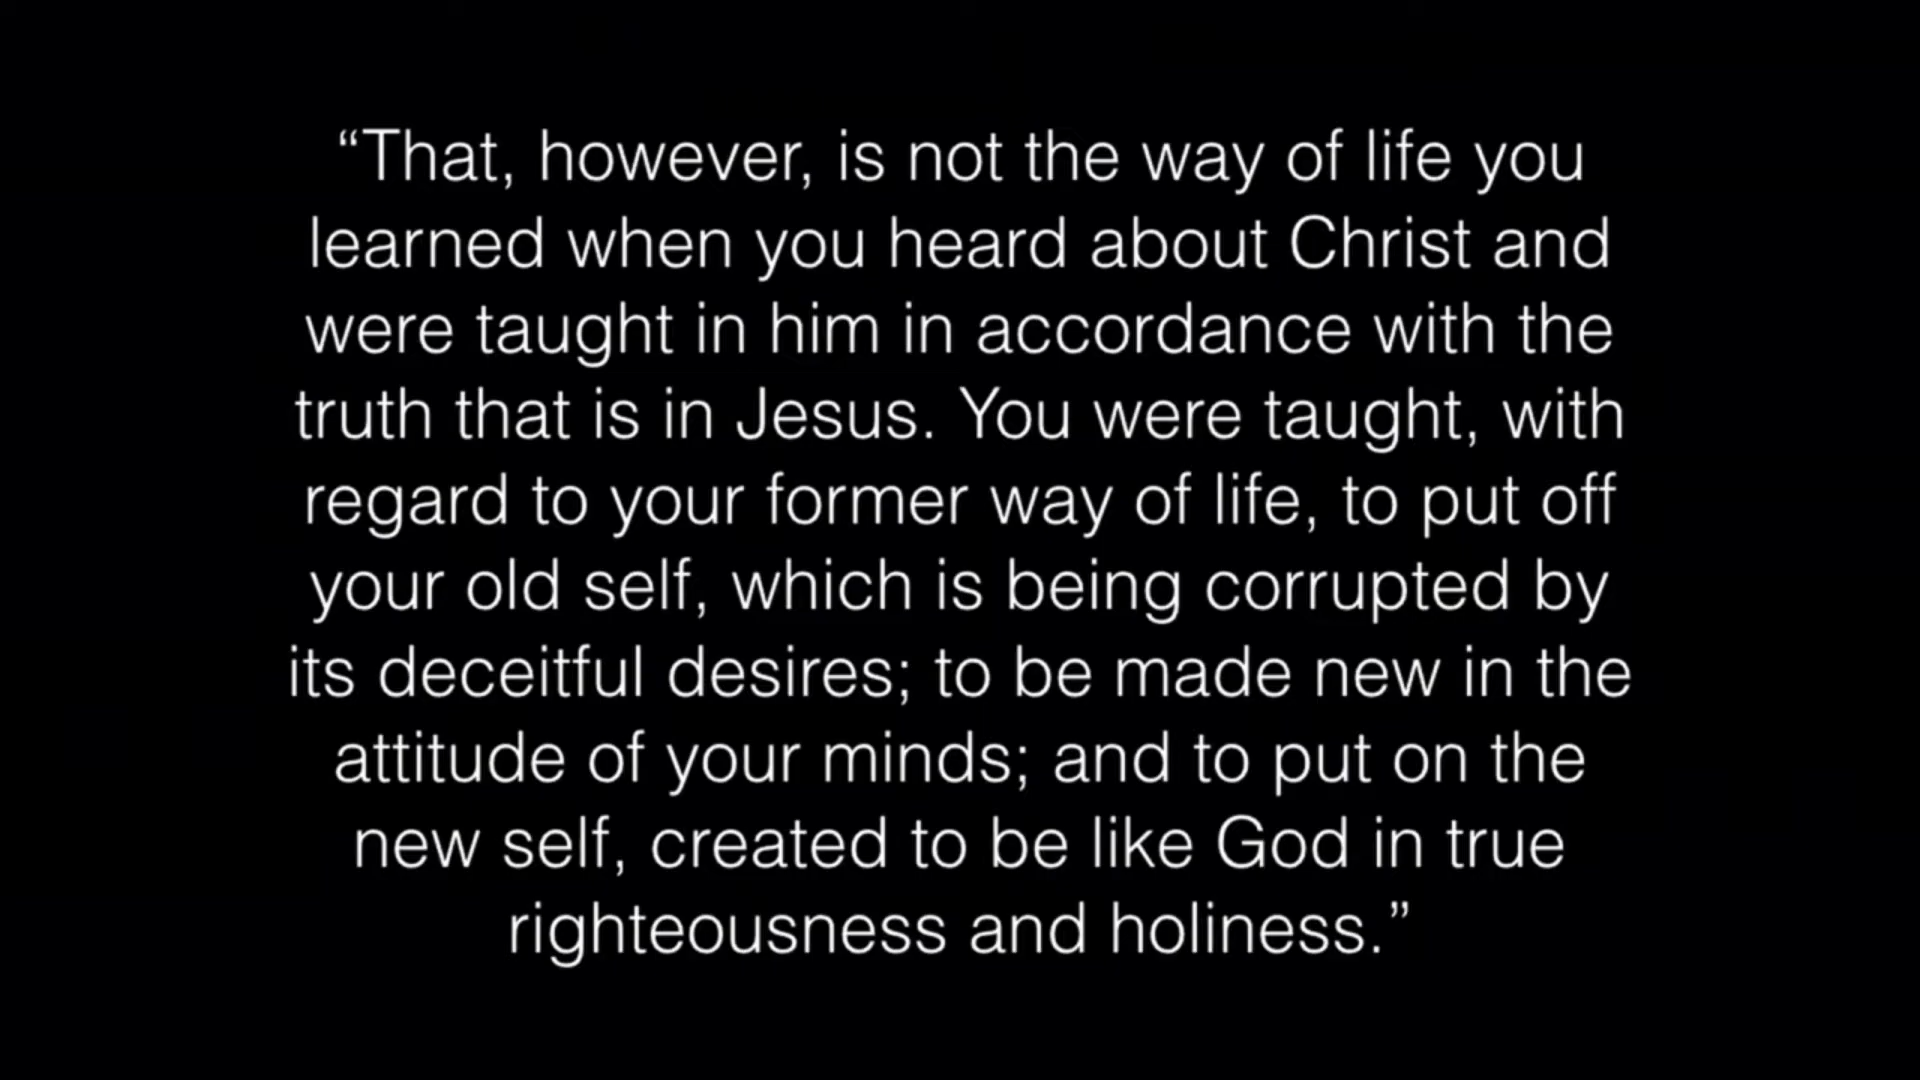 “That, however, is not the way of life you
learned when you heard about Christ and
were taught in him in accordance with the
truth that is in Jesus. You were taught, with
regard to your former way of life, to put off
your old self, which is being corrupted by
its deceitful desires; to be made new in the
attitude of your minds; and to put on the
new self, created to be like God in true
righteousness and holiness.”